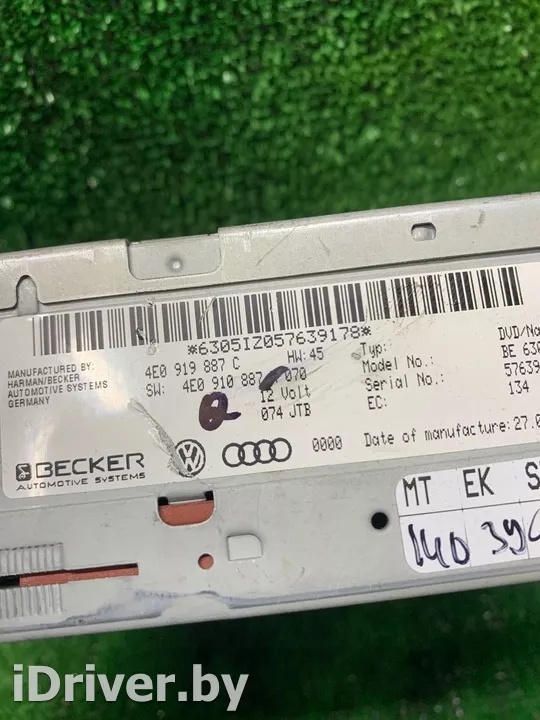 *6305IZ057639178*
MANUFACTURED BY:
HARMAN/BECKER
AUTOMOTIVE SYSTEMS
GERMANY
4E0 919 887 C HW: 45
SW: 4E0 910 887 070
12 Volt
074 JTB
Typ:
Model No.:
Serial No.:
EC:
DVD/Na
BE 630
57639
134
BECKER
AUTOMOTIVE SYSTEMS
0000 Date of manufacture: 27.0
MT EK S
140 39
iDriver.by